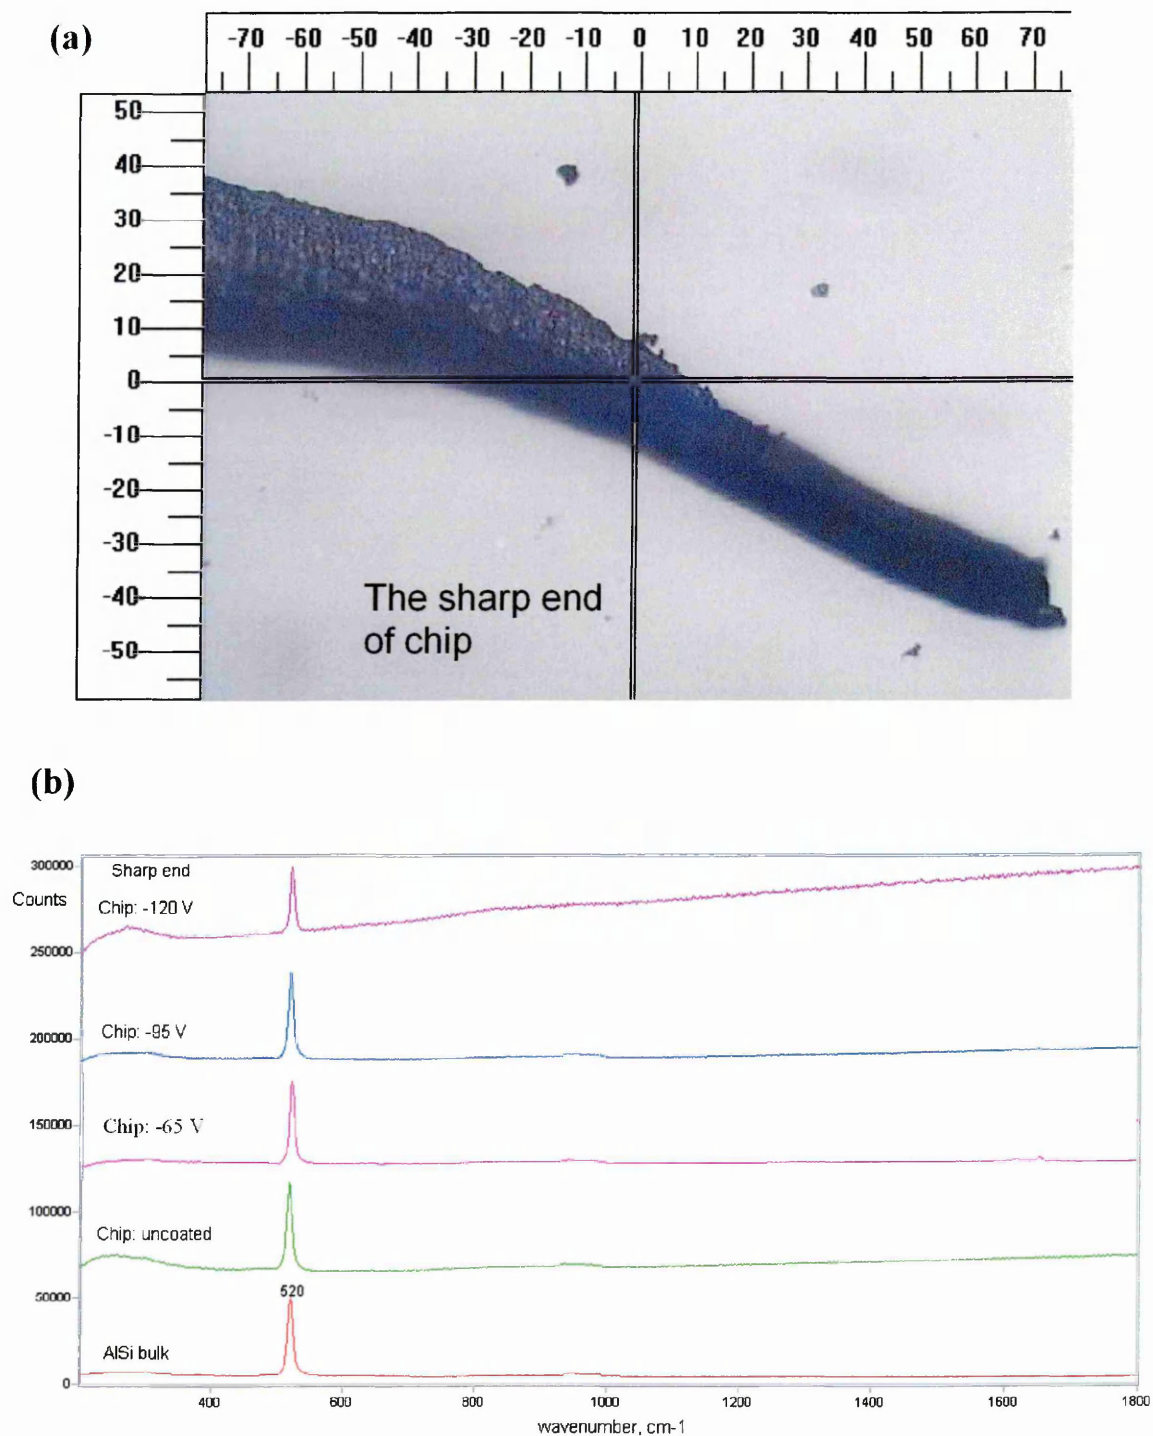 (a)
-70 -60 -50 -40 -30 -20 -10 0 10 20 30 40 50 60 70
50
40
30
20
10
0
-10
-20
-30
-40
-50
The sharp end
of chip
(b)
300000
Sharp end
Counts
Chip: -120 V
250000
Chip: -95 V
200000
150000
Chip: -65 V
100000
Chip: uncoated
520
50000
AlSi bulk
0
400 600 800 1000 1200 1400 1600 1800
wavenumber, cm-1